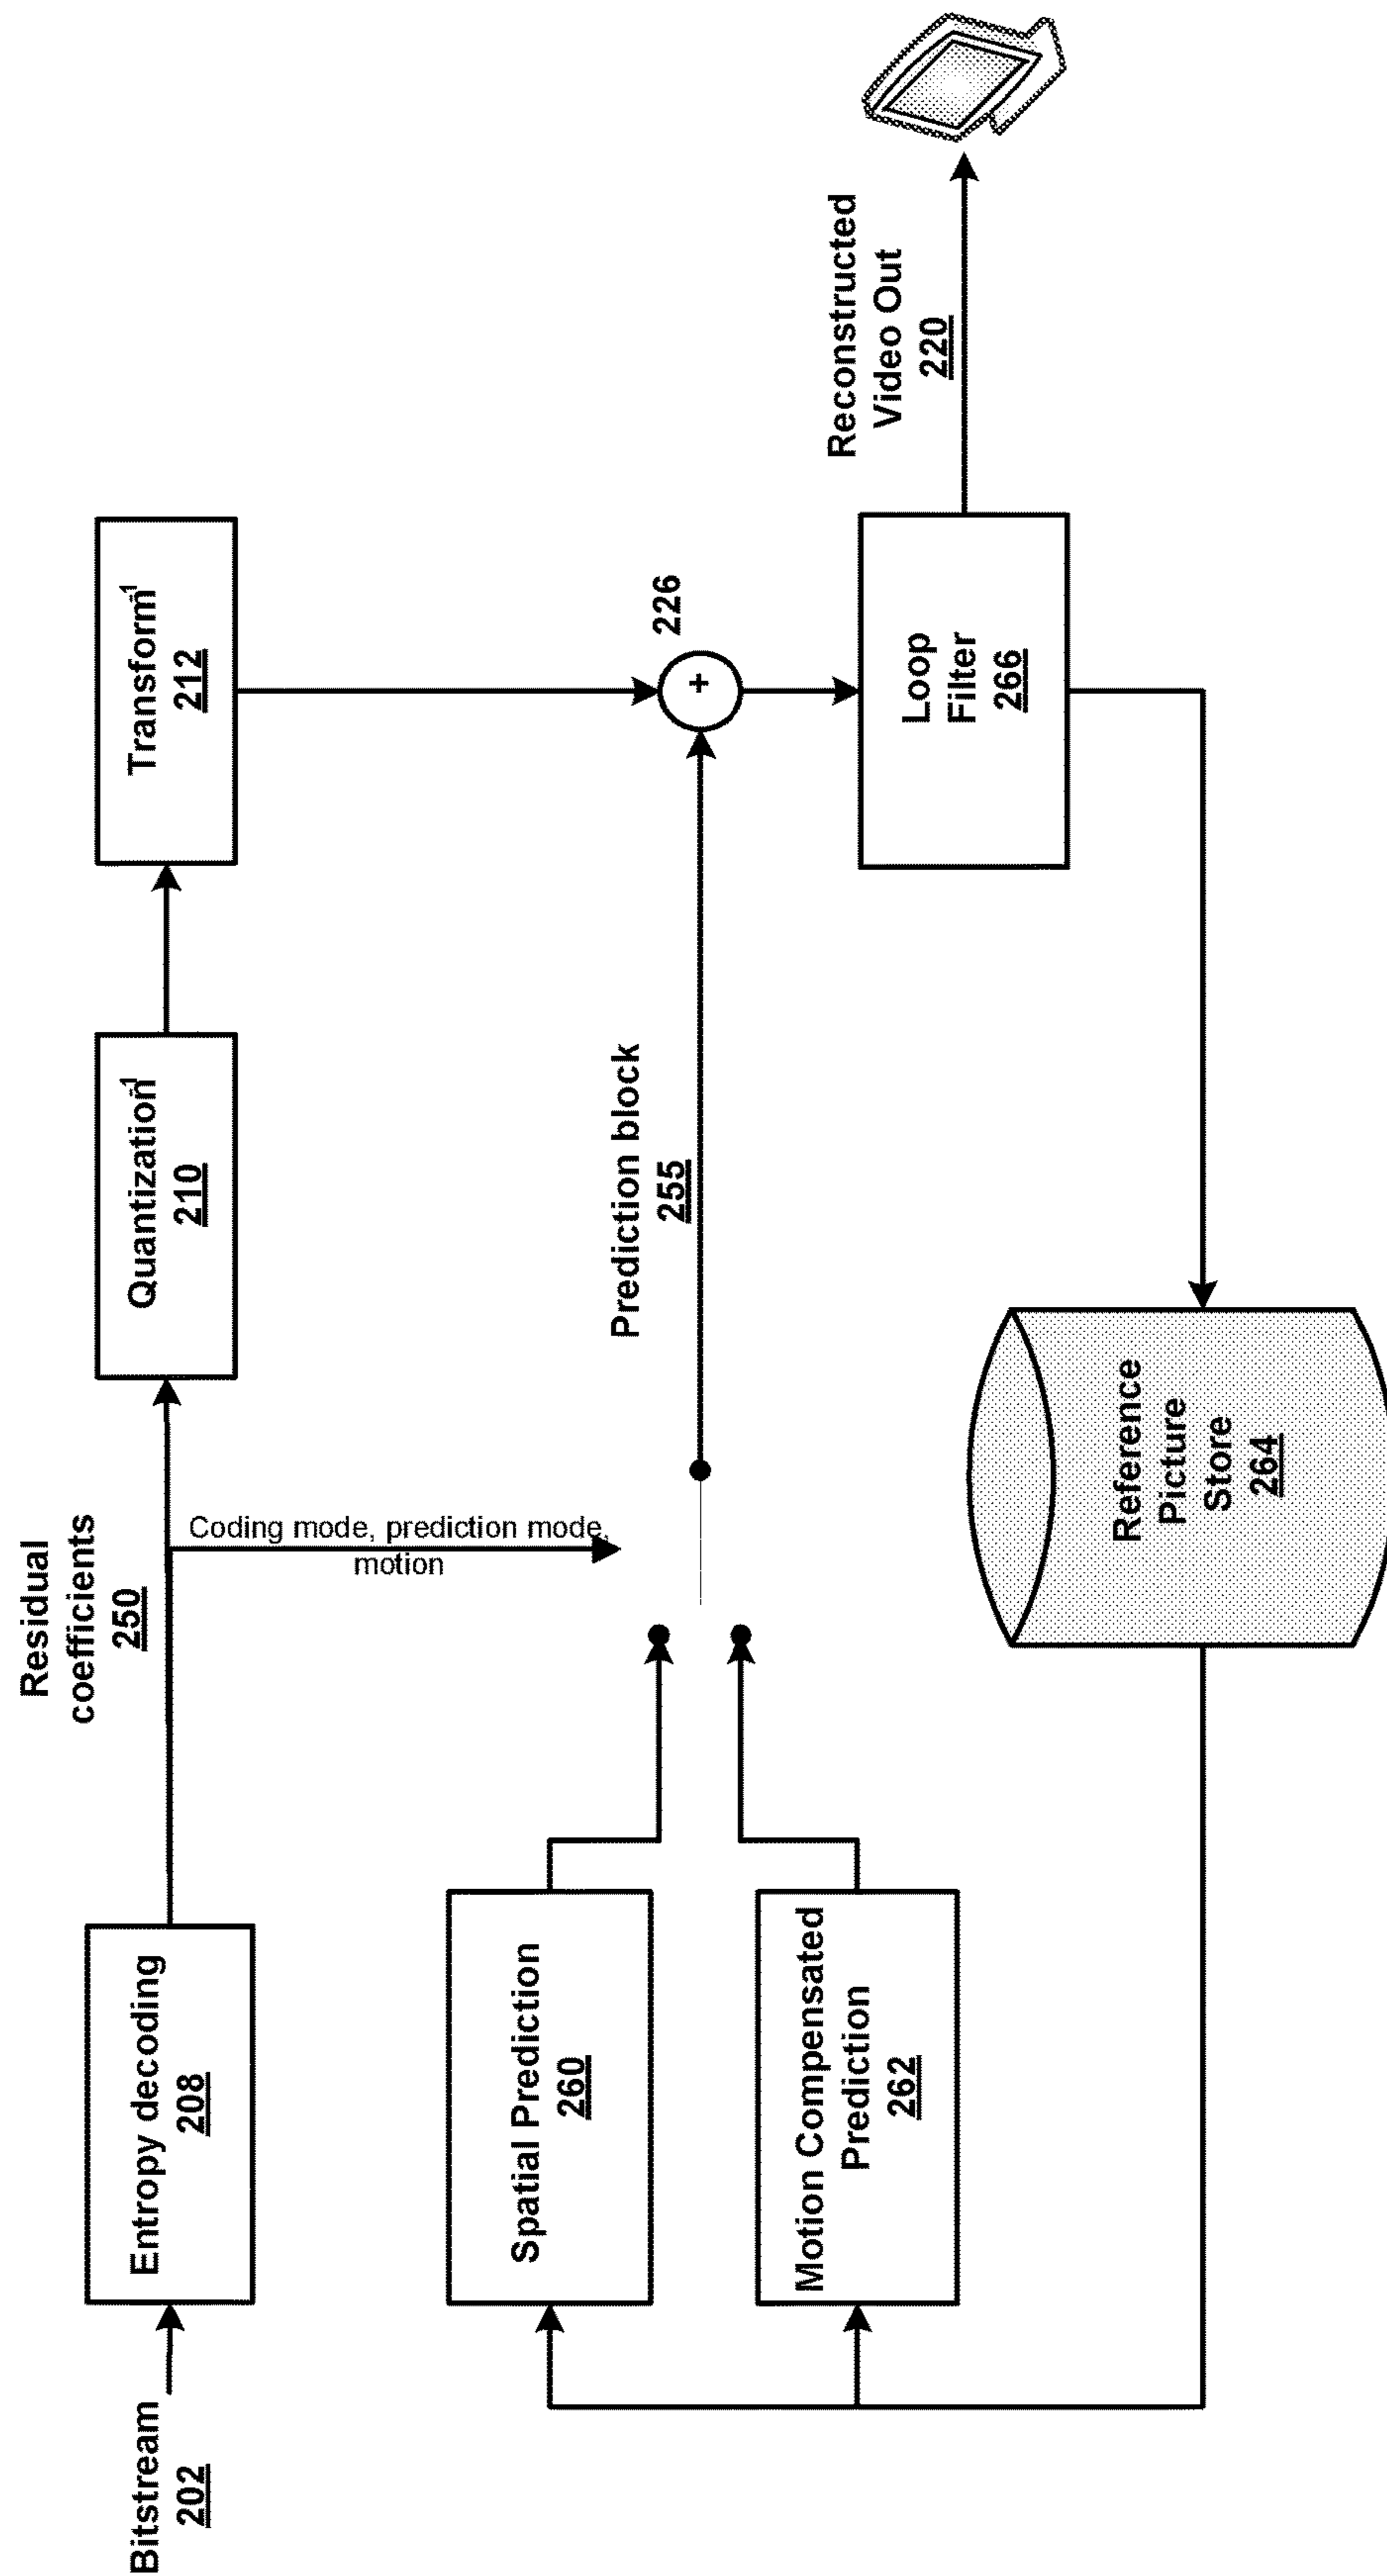 Bitstream
202
Entropy decoding
208
Residual
coefficients
250
Quantization⁻¹
210
Transform⁻¹
212
Coding mode, prediction mode,
motion
Spatial Prediction
260
Motion Compensated
Prediction
262
Prediction block
255
+
226
Loop
Filter
266
Reconstructed
Video Out
220
Reference
Picture
Store
264